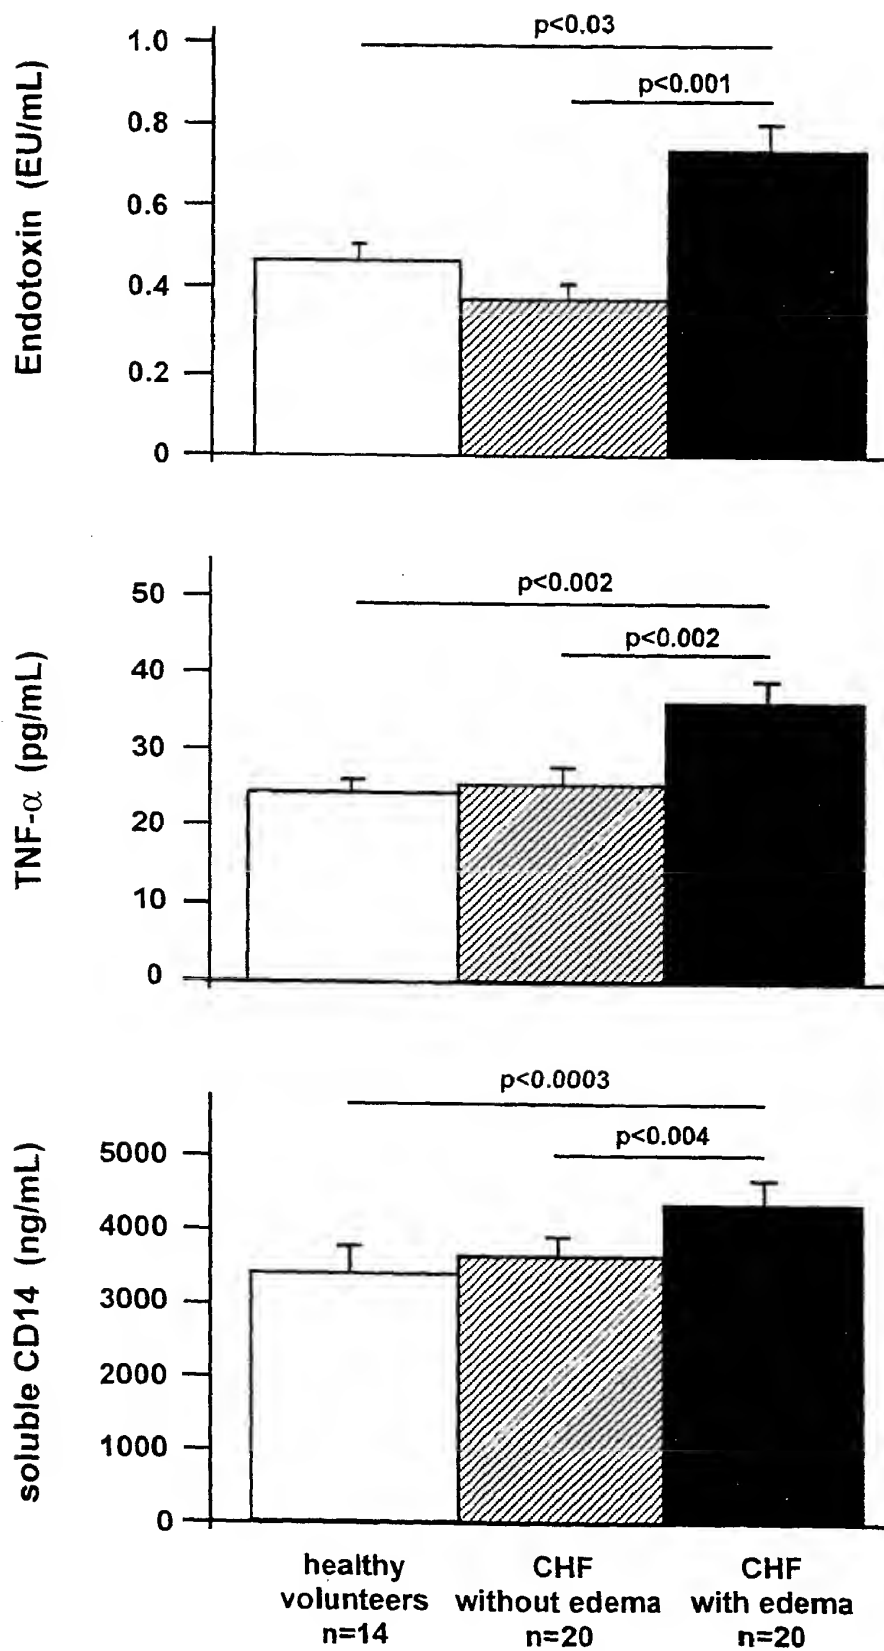 p<0.03
p<0.001
Endotoxin (EU/mL)
1.0
0.8
0.6
0.4
0.2
0
p<0.002
p<0.002
TNF-α (pg/mL)
50
40
30
20
10
0
p<0.0003
p<0.004
soluble CD14 (ng/mL)
5000
4000
3000
2000
1000
0
healthy
volunteers
n=14
CHF
without edema
n=20
CHF
with edema
n=20